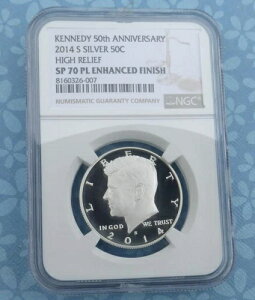 KENNEDY 50th ANNIVERSARY
2014 S SILVER 50C
HIGH RELIEF
SP 70 PL ENHANCED FINISH
8160326-007
NUMISMATIC GUARANTY COMPANY
NGC
LIBERTY
IN GOD WE TRUST
S
2014